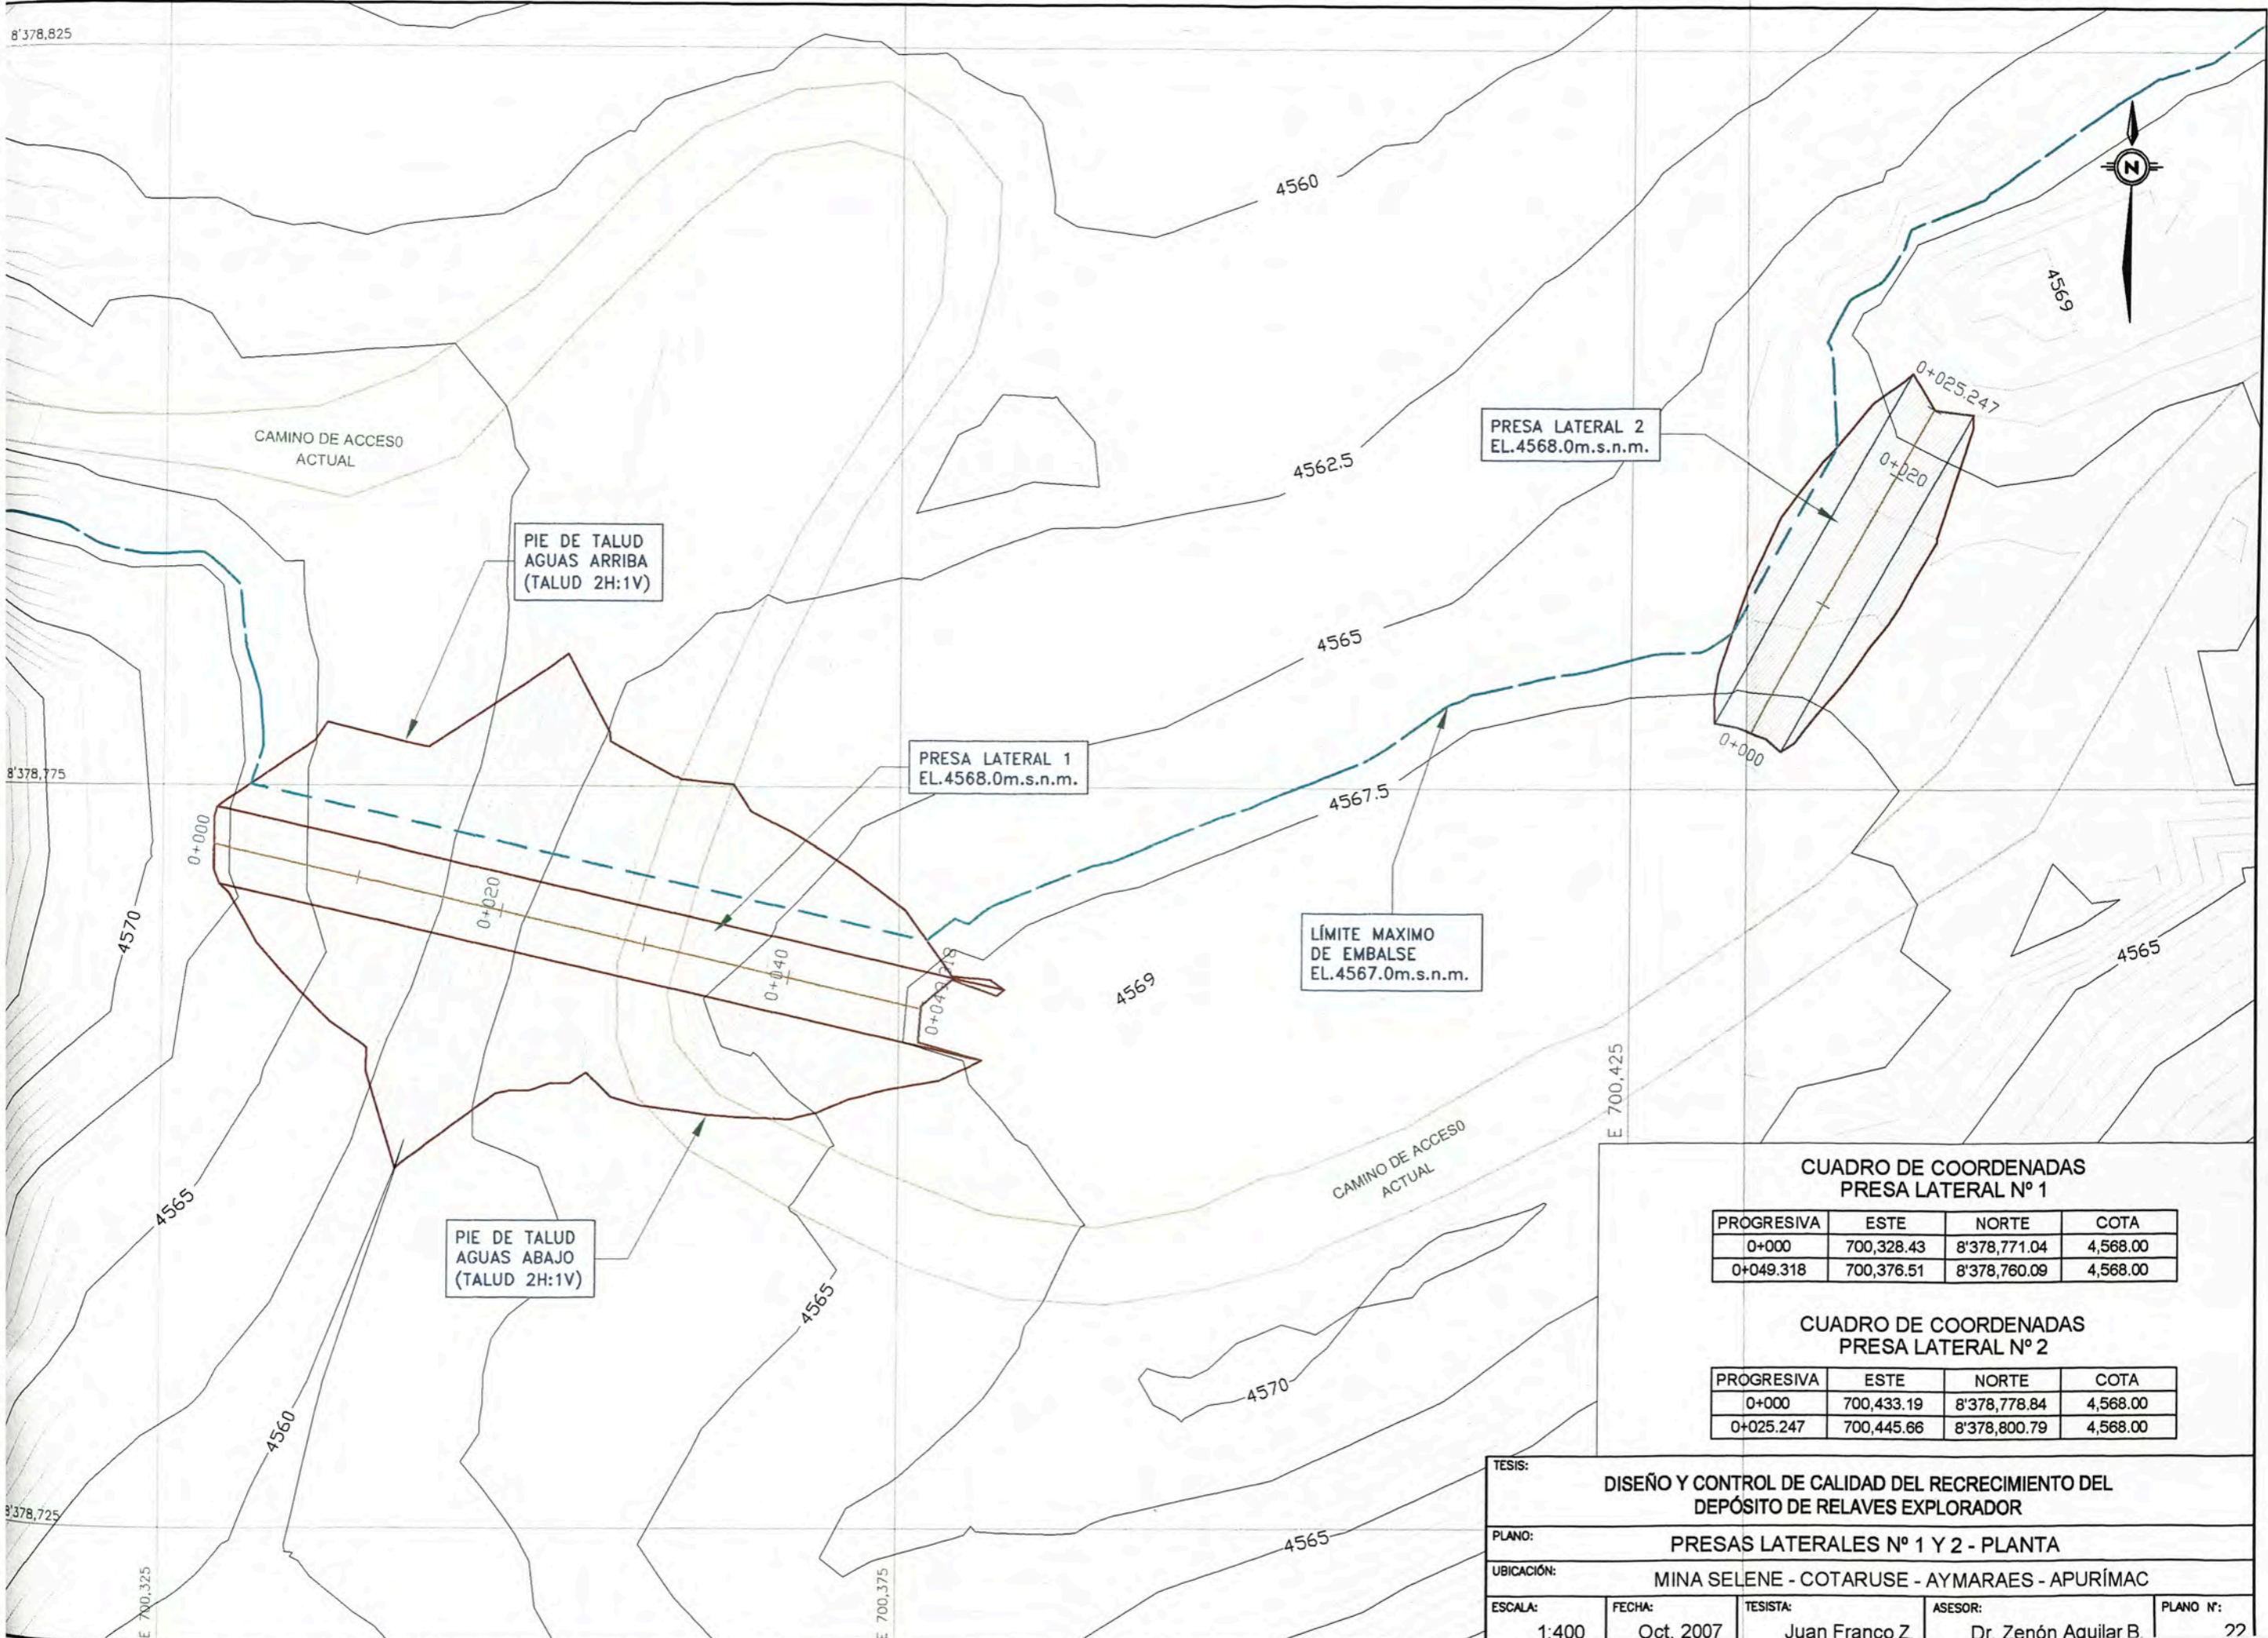 8'378,825
4560
N
4569
0+025.247
CAMINO DE ACCESO
ACTUAL
PRESA LATERAL 2
EL.4568.0m.s.n.m.
4562.5
0+020
PIE DE TALUD
AGUAS ARRIBA
(TALUD 2H:1V)
4565
0+000
PRESA LATERAL 1
EL.4568.0m.s.n.m.
8'378,775
4567.5
0+000
0+020
4570
0+040
0+049.318
4569
LÍMITE MAXIMO
DE EMBALSE
EL.4567.0m.s.n.m.
4565
E 700,425
CAMINO DE ACCESO
ACTUAL
4565
PIE DE TALUD
AGUAS ABAJO
(TALUD 2H:1V)
4565
4570
4560
8'378,725
4565
E 700,325
E 700,375
CUADRO DE COORDENADAS
PRESA LATERAL Nº 1
PROGRESIVA ESTE NORTE COTA
0+000 700,328.43 8'378,771.04 4,568.00
0+049.318 700,376.51 8'378,760.09 4,568.00
CUADRO DE COORDENADAS
PRESA LATERAL Nº 2
PROGRESIVA ESTE NORTE COTA
0+000 700,433.19 8'378,778.84 4,568.00
0+025.247 700,445.66 8'378,800.79 4,568.00
TESIS:
DISEÑO Y CONTROL DE CALIDAD DEL RECRECIMIENTO DEL
DEPÓSITO DE RELAVES EXPLORADOR
PLANO: PRESAS LATERALES Nº 1 Y 2 - PLANTA
UBICACIÓN: MINA SELENE - COTARUSE - AYMARAES - APURÍMAC
ESCALA: FECHA: TESISTA: ASESOR: PLANO Nº:
1:400 Oct. 2007 Juan Franco Z. Dr. Zenón Aguilar B. 22